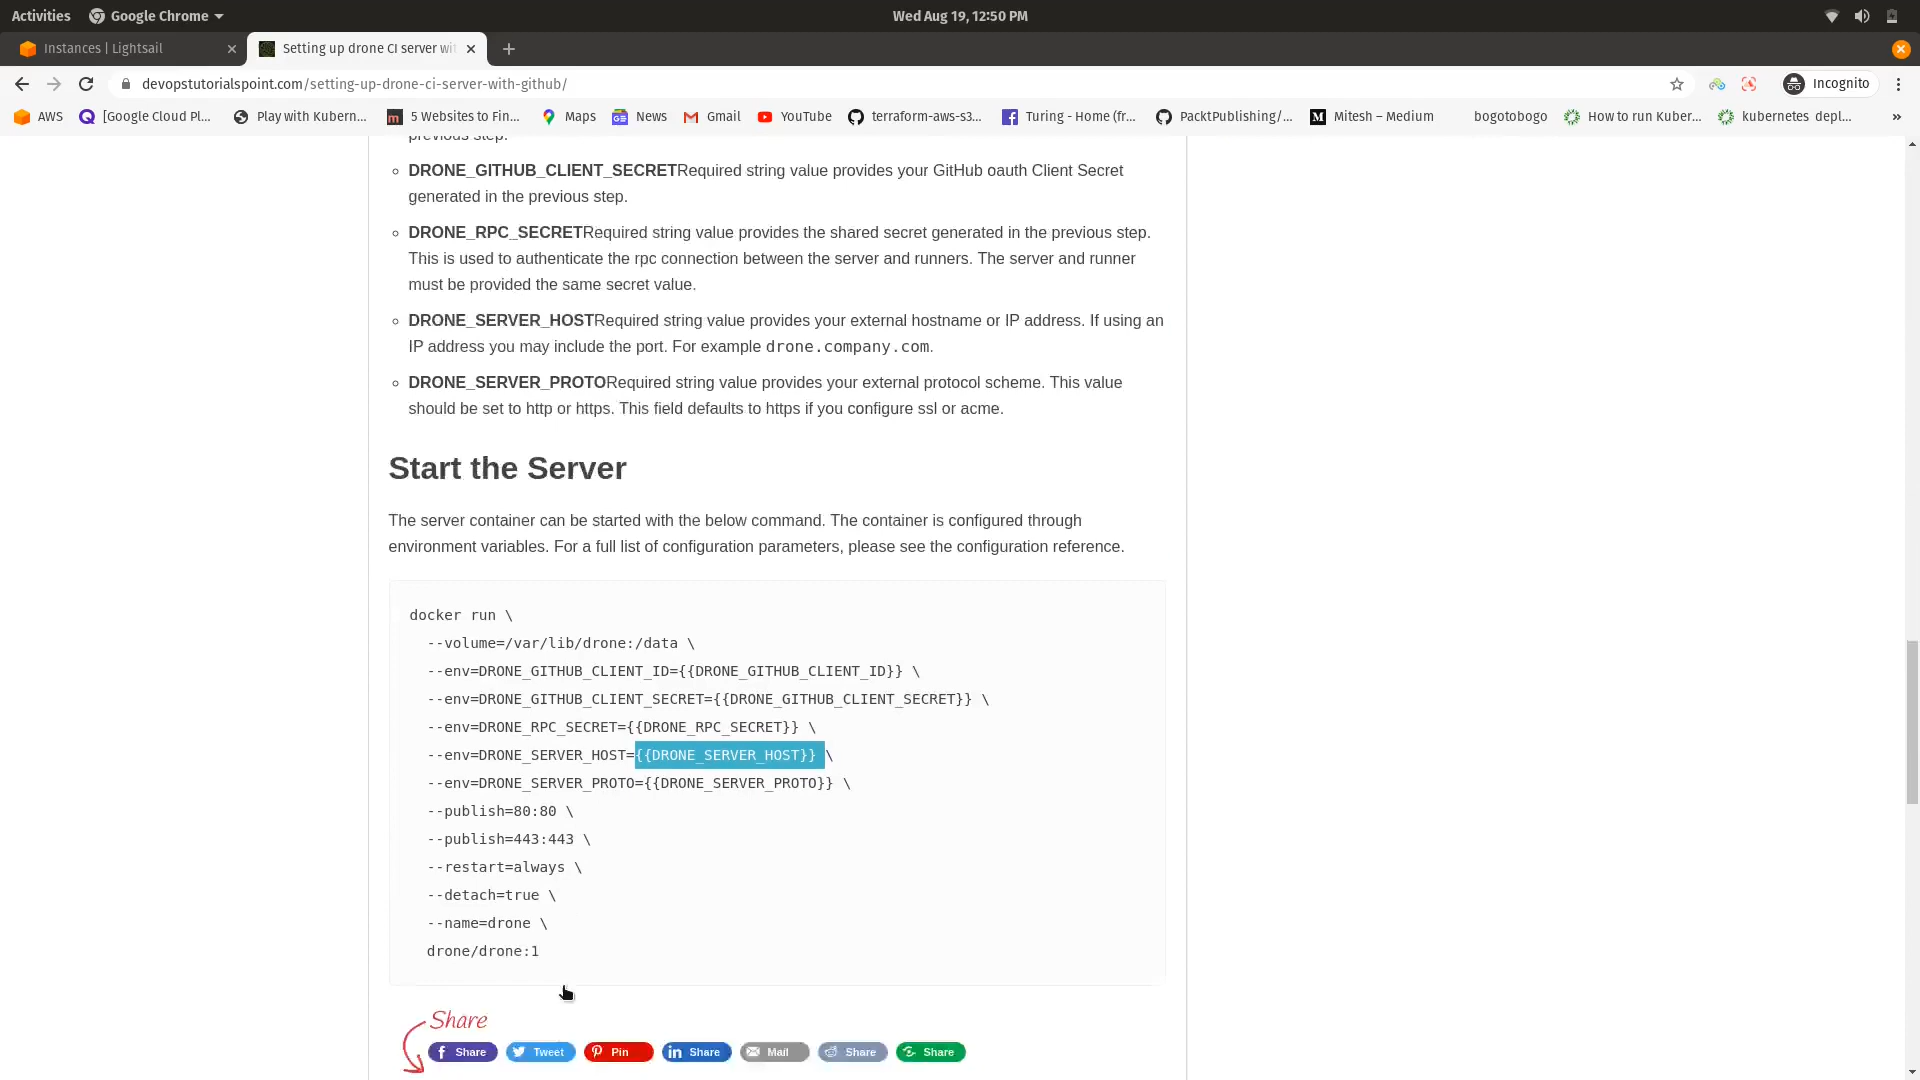 Activities
Google Chrome
Wed Aug 19, 12:50 PM
Instances | Lightsail
Setting up drone CI server wit
devopstutorialspoint.com/setting-up-drone-ci-server-with-github/
Incognito
AWS
[Google Cloud Pl...
Play with Kubern...
5 Websites to Fin...
Maps
News
Gmail
YouTube
terraform-aws-s3...
Turing - Home (fr...
PacktPublishing/...
Mitesh – Medium
bogotobogo
How to run Kuber...
kubernetes depl...
»
previous step.
DRONE_GITHUB_CLIENT_SECRETRequired string value provides your GitHub oauth Client Secret
generated in the previous step.
DRONE_RPC_SECRETRequired string value provides the shared secret generated in the previous step.
This is used to authenticate the rpc connection between the server and runners. The server and runner
must be provided the same secret value.
DRONE_SERVER_HOSTRequired string value provides your external hostname or IP address. If using an
IP address you may include the port. For example drone.company.com.
DRONE_SERVER_PROTORequired string value provides your external protocol scheme. This value
should be set to http or https. This field defaults to https if you configure ssl or acme.
Start the Server
The server container can be started with the below command. The container is configured through
environment variables. For a full list of configuration parameters, please see the configuration reference.
docker run \
--volume=/var/lib/drone:/data \
--env=DRONE_GITHUB_CLIENT_ID={{DRONE_GITHUB_CLIENT_ID}} \
--env=DRONE_GITHUB_CLIENT_SECRET={{DRONE_GITHUB_CLIENT_SECRET}} \
--env=DRONE_RPC_SECRET={{DRONE_RPC_SECRET}} \
--env=DRONE_SERVER_HOST={{DRONE_SERVER_HOST}} \
--env=DRONE_SERVER_PROTO={{DRONE_SERVER_PROTO}} \
--publish=80:80 \
--publish=443:443 \
--restart=always \
--detach=true \
--name=drone \
drone/drone:1
Share
Share
Tweet
Pin
Share
Mail
Share
Share